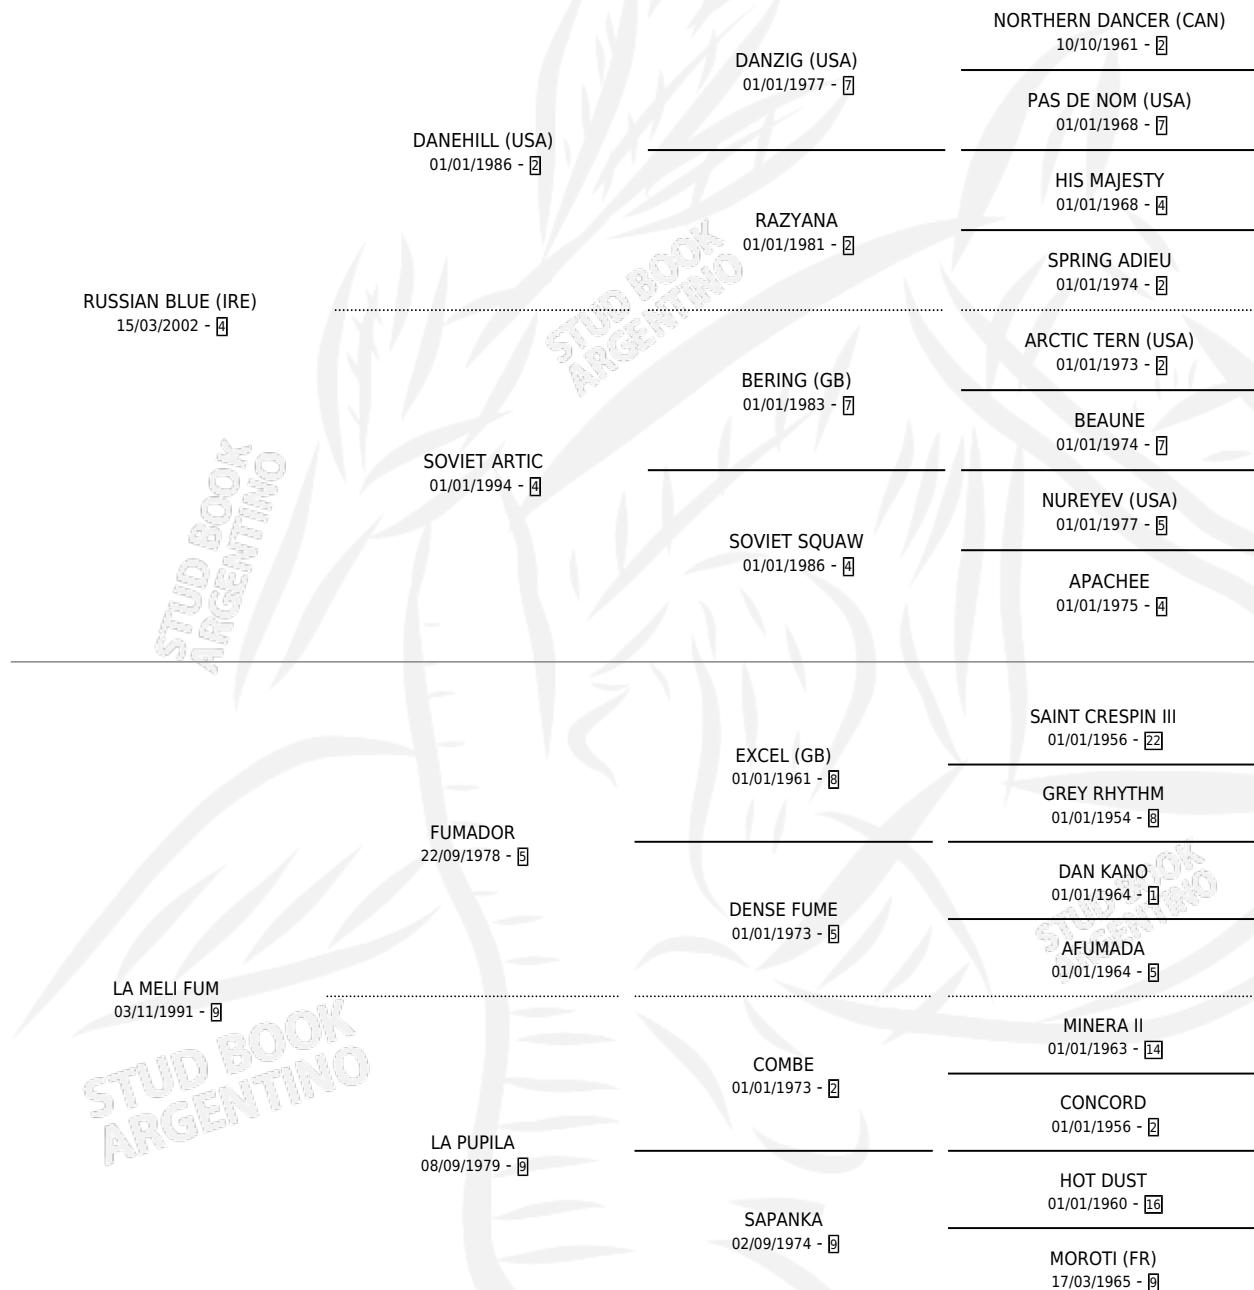 NORTHERN DANCER (CAN)
10/10/1961 - 2
DANZIG (USA)
01/01/1977 - 7
PAS DE NOM (USA)
01/01/1968 - 7
DANEHILL (USA)
01/01/1986 - 2
HIS MAJESTY
01/01/1968 - 4
RAZYANA
01/01/1981 - 2
SPRING ADIEU
01/01/1974 - 2
RUSSIAN BLUE (IRE)
15/03/2002 - 4
STUD BOOK
ARGENTINO
ARCTIC TERN (USA)
01/01/1973 - 2
BERING (GB)
01/01/1983 - 7
BEAUNE
01/01/1974 - 7
SOVIET ARTIC
01/01/1994 - 4
NUREYEV (USA)
01/01/1977 - 5
SOVIET SQUAW
01/01/1986 - 4
APACHEE
01/01/1975 - 4
STUD BOOK
ARGENTINO
SAINT CRESPIN III
01/01/1956 - 22
EXCEL (GB)
01/01/1961 - 8
GREY RHYTHM
01/01/1954 - 8
FUMADOR
22/09/1978 - 5
DAN KANO
01/01/1964 - 1
DENSE FUME
01/01/1973 - 5
AFUMADA
01/01/1964 - 5
STUD BOOK
ARGENTINO
LA MELI FUM
03/11/1991 - 9
MINERA II
01/01/1963 - 14
COMBE
01/01/1973 - 2
CONCORD
01/01/1956 - 2
STUD BOOK
ARGENTINO
LA PUPILA
08/09/1979 - 9
HOT DUST
01/01/1960 - 16
SAPANKA
02/09/1974 - 9
MOROTI (FR)
17/03/1965 - 9